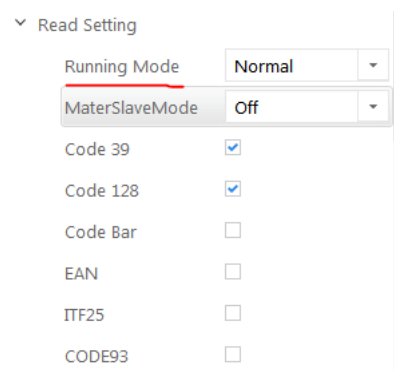 Read Setting
Running Mode Normal
MaterSlaveMode Off
Code 39
Code 128
Code Bar
EAN
ITF25
CODE93